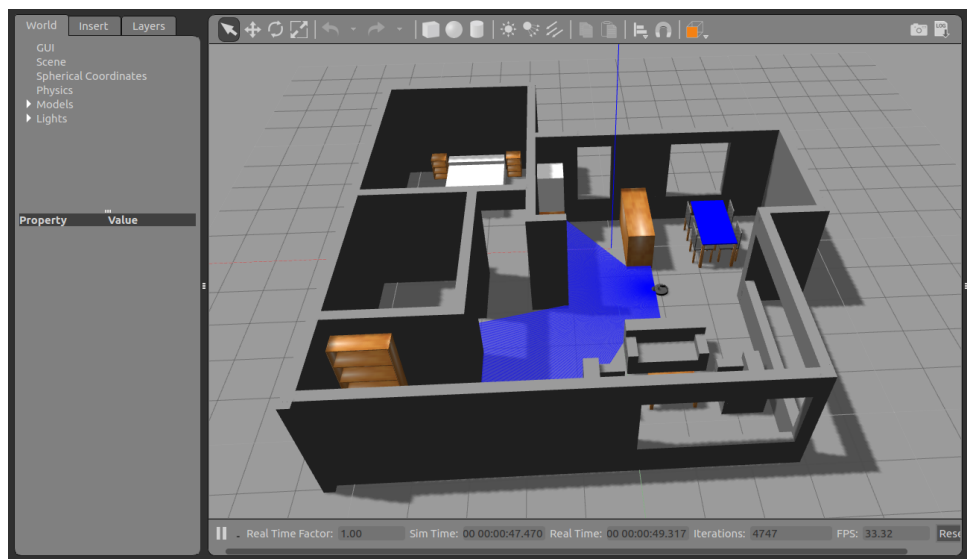 World Insert Layers
GUI
Scene
Spherical Coordinates
Physics
Models
Lights
Property Value
LOG
Real Time Factor: 1.00 Sim Time: 00 00:00:47.470 Real Time: 00 00:00:49.317 Iterations: 4747 FPS: 33.32 Rese